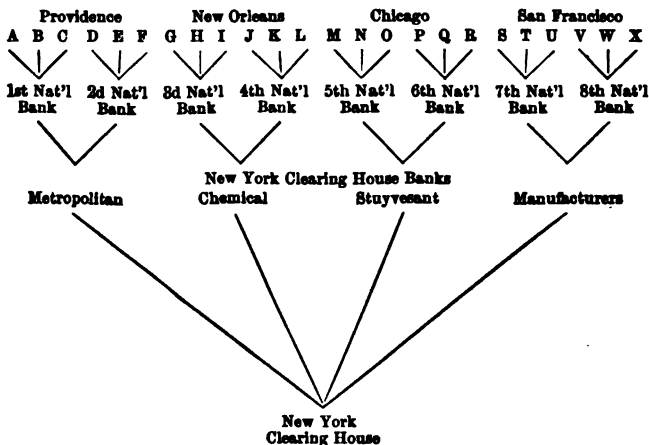 Providence New Orleans Chicago San Francisco
A B C D E F G H I J K L M N O P Q R S T U V W X
1st Nat'l 2d Nat'l 3d Nat'l 4th Nat'l 5th Nat'l 6th Nat'l 7th Nat'l 8th Nat'l
Bank Bank Bank Bank Bank Bank Bank Bank
New York Clearing House Banks
Metropolitan Chemical Stuyvesant Manufacturers
New York
Clearing House